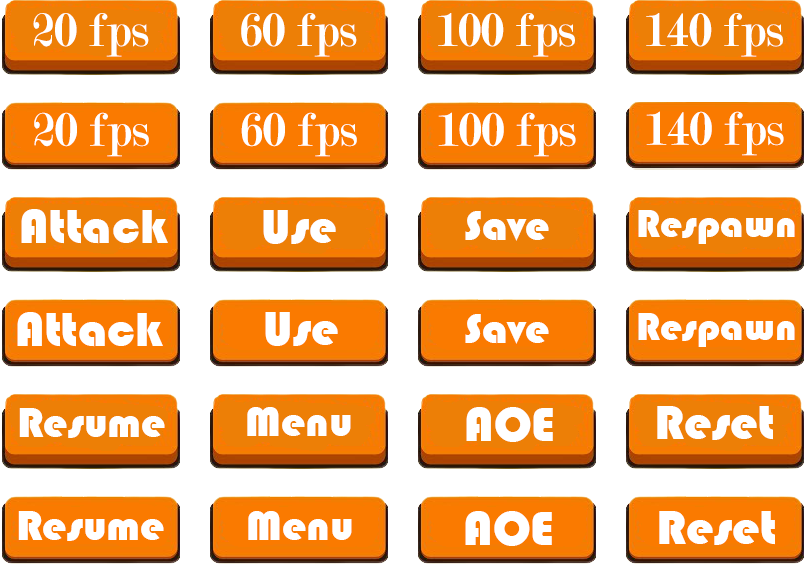 20 fps 60 fps 100 fps 140 fps
20 fps 60 fps 100 fps 140 fps
Attack Use Save Respawn
Attack Use Save Respawn
Resume Menu AOE Reset
Resume Menu AOE Reset